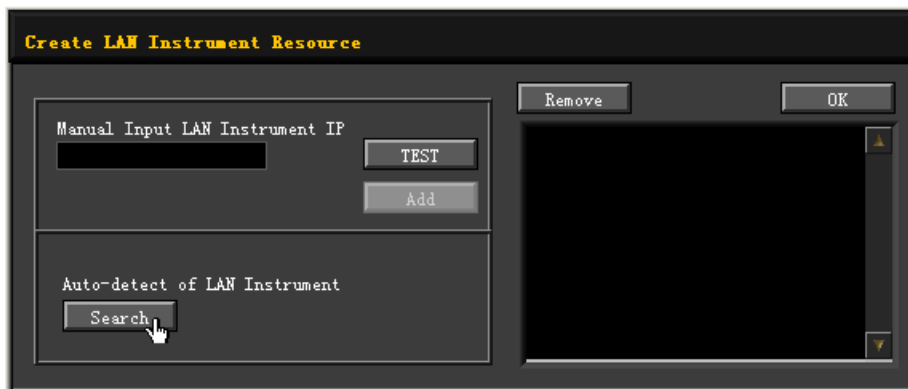 Create LAN Instrument Resource
Manual Input LAN Instrument IP
TEST
Add
Auto-detect of LAN Instrument
Search
Remove
OK